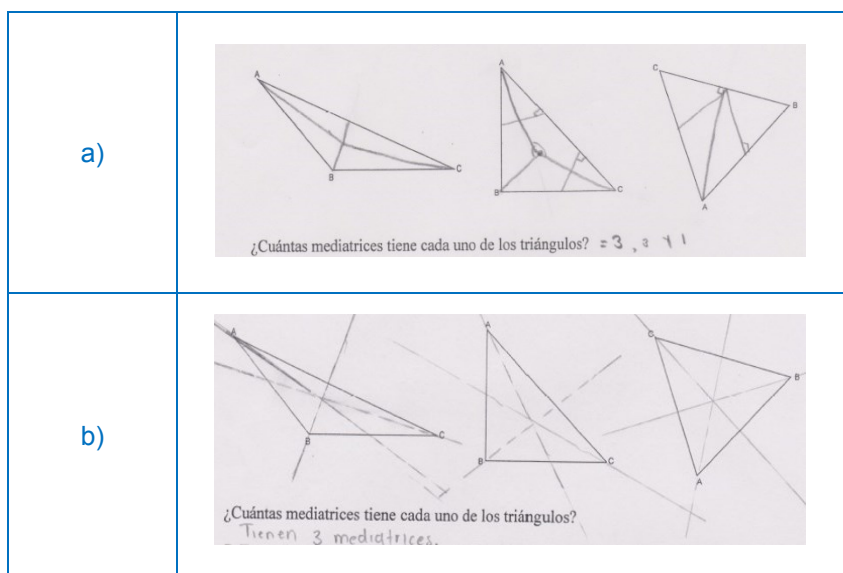 a)
A
B
C
A
B
C
C
B
A
¿Cuántas mediatrices tiene cada uno de los triángulos? = 3, 3 y 1
b)
A
B
C
A
B
C
C
B
A
¿Cuántas mediatrices tiene cada uno de los triángulos?
Tienen 3 mediatrices.